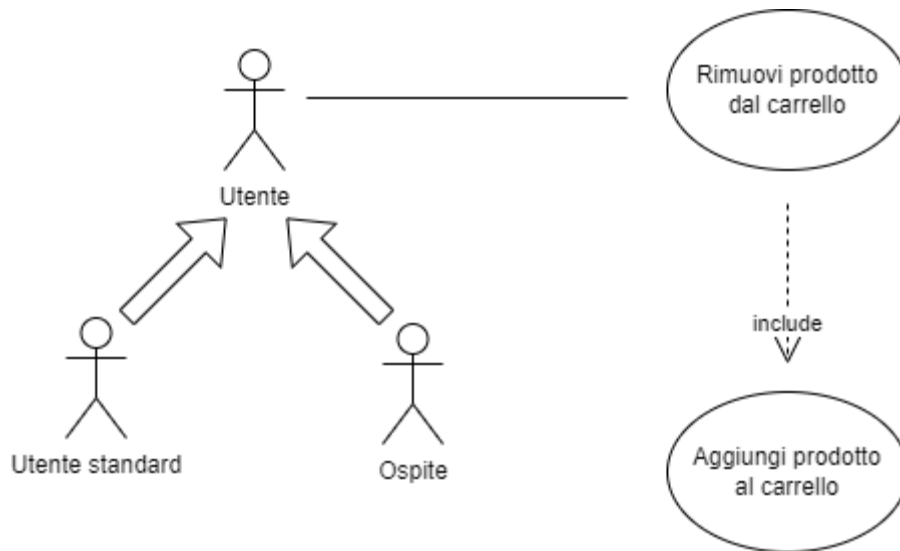 Rimuovi prodotto
dal carrello
Utente
include
Utente standard
Ospite
Aggiungi prodotto
al carrello